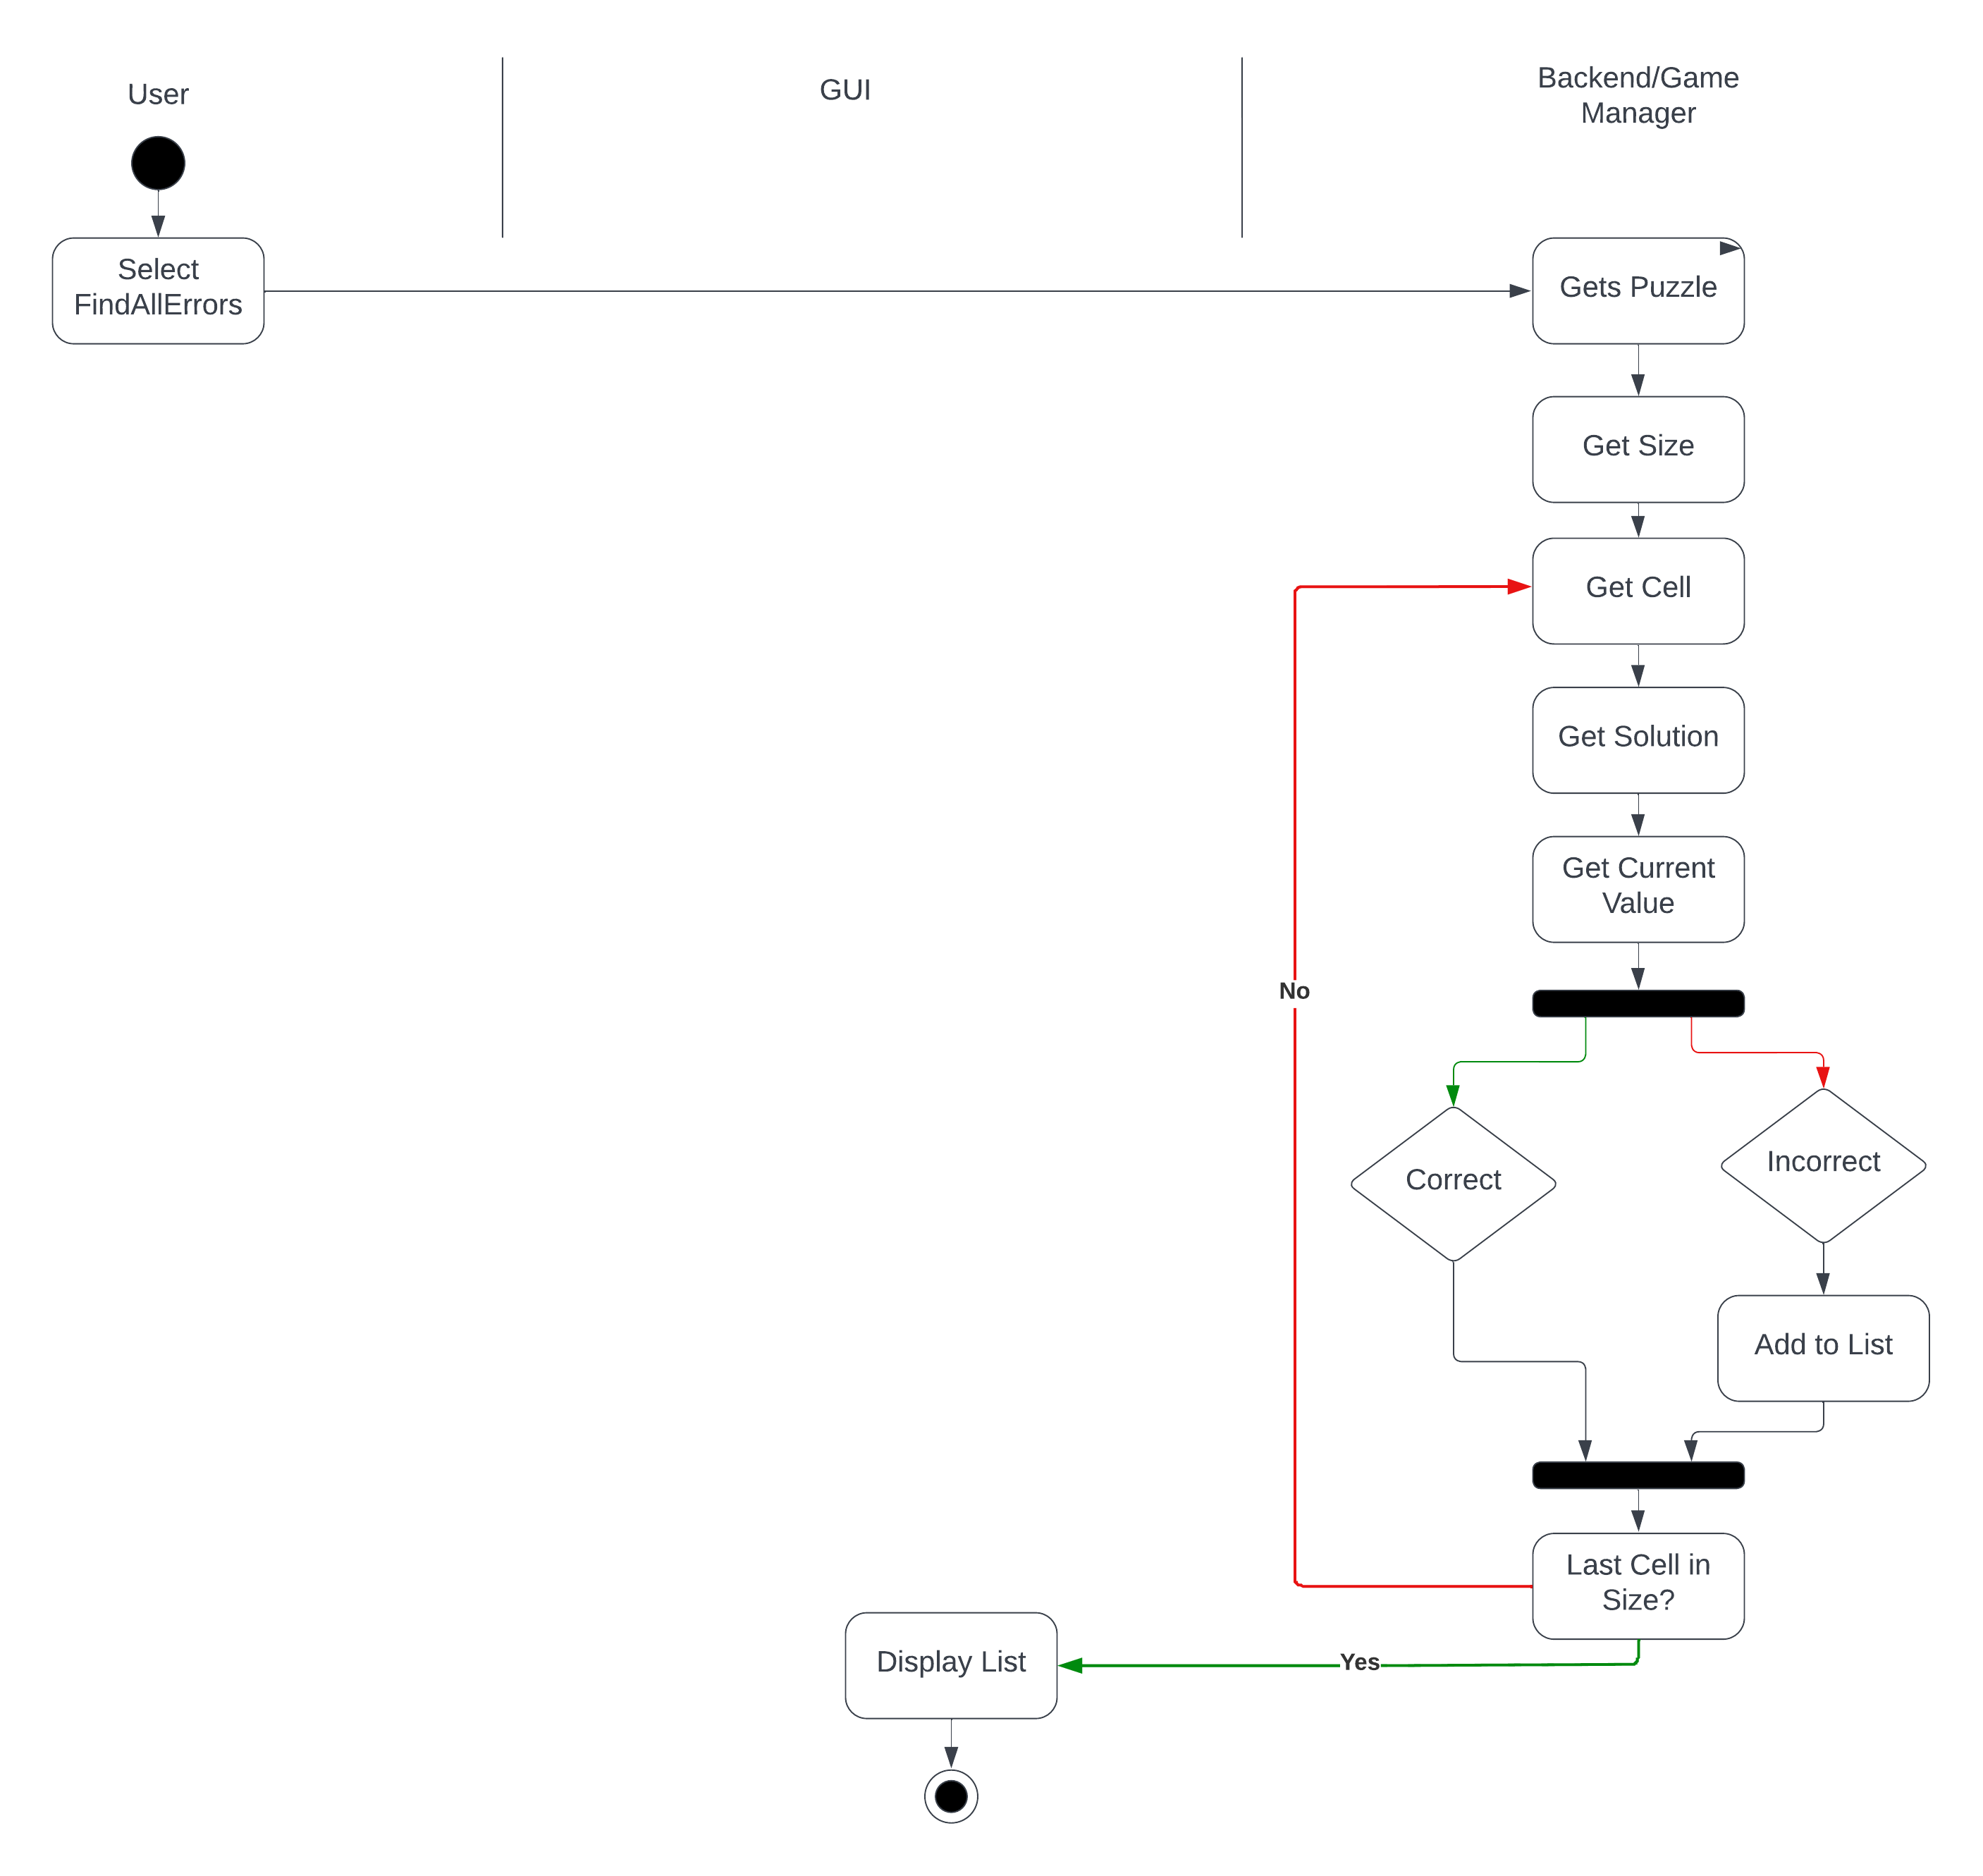 User
GUI
Backend/Game
Manager
Select
FindAllErrors
Gets Puzzle
Get Size
Get Cell
Get Solution
Get Current
Value
No
Correct
Incorrect
Add to List
Last Cell in
Size?
Yes
Display List